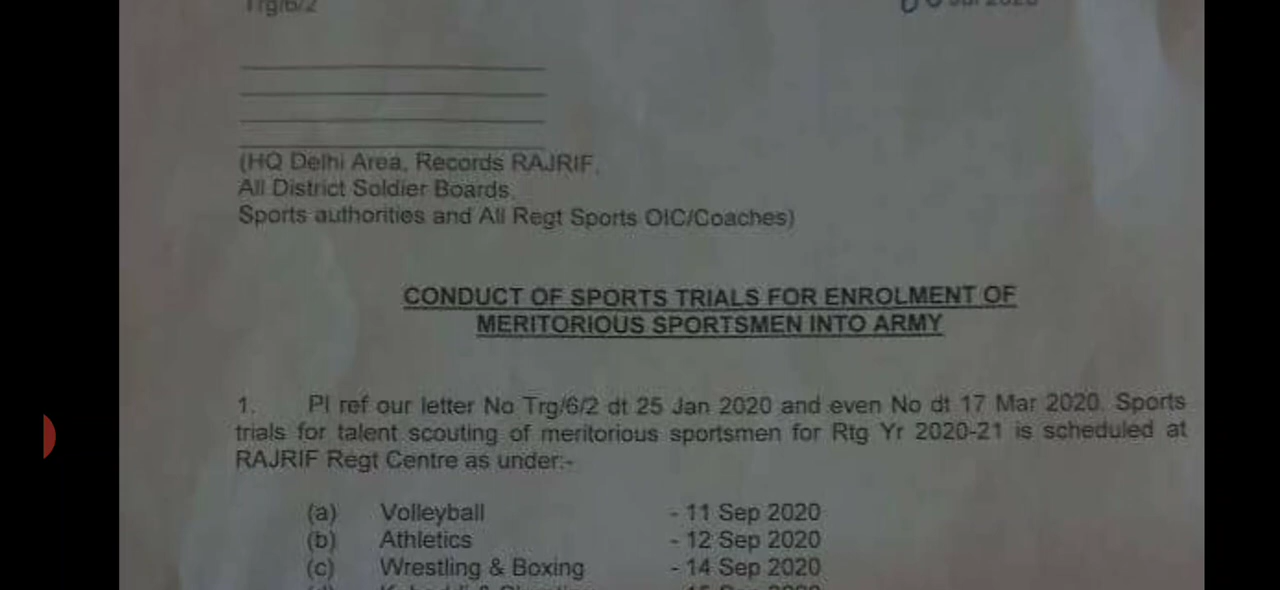 Trg/6/2
(HQ Delhi Area, Records RAJRIF,
All District Soldier Boards,
Sports authorities and All Regt Sports OIC/Coaches)
CONDUCT OF SPORTS TRIALS FOR ENROLMENT OF
MERITORIOUS SPORTSMEN INTO ARMY
1. Pl ref our letter No Trg/6/2 dt 25 Jan 2020 and even No dt 17 Mar 2020. Sports
trials for talent scouting of meritorious sportsmen for Rtg Yr 2020-21 is scheduled at
RAJRIF Regt Centre as under:-
(a) Volleyball - 11 Sep 2020
(b) Athletics - 12 Sep 2020
(c) Wrestling & Boxing - 14 Sep 2020